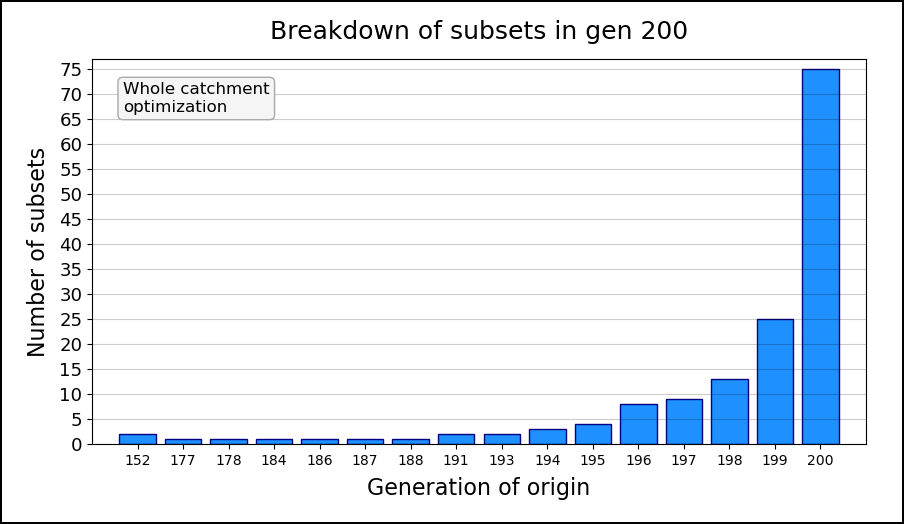 Breakdown of subsets in gen 200
Whole catchment
optimization
Number of subsets
75
70
65
60
55
50
45
40
35
30
25
20
15
10
5
0
152 177 178 184 186 187 188 191 193 194 195 196 197 198 199 200
Generation of origin